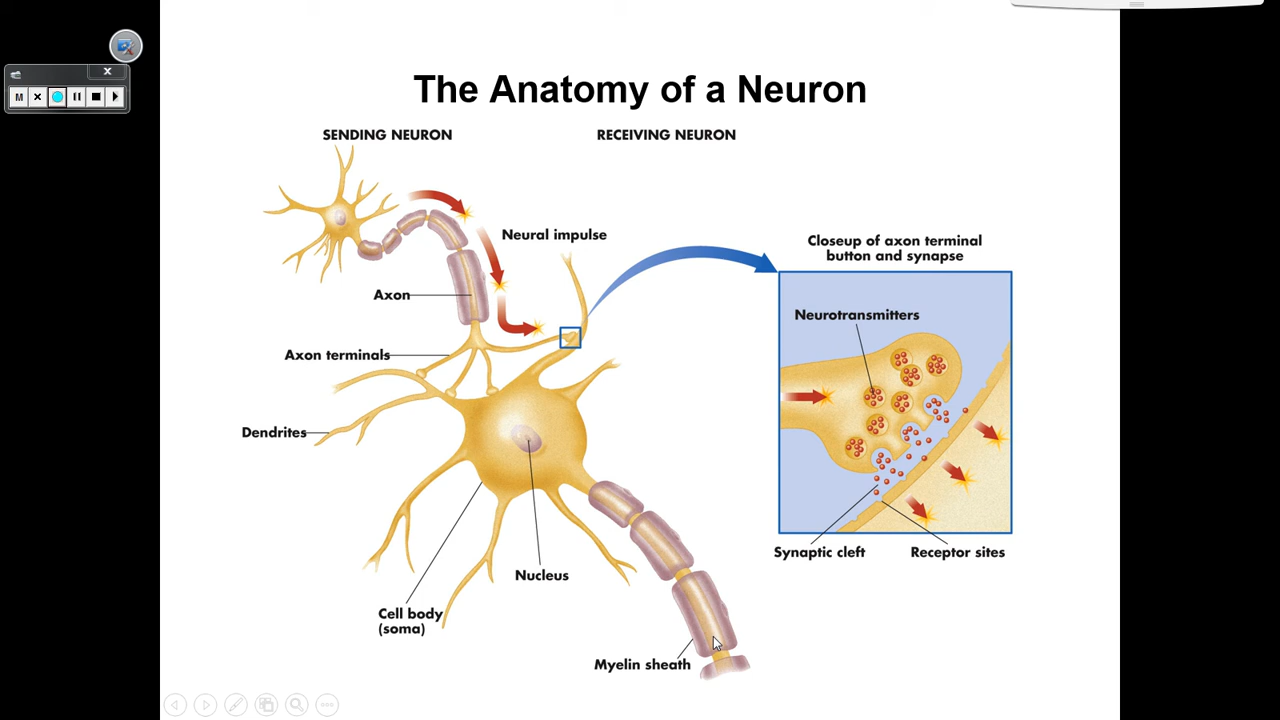 M
The Anatomy of a Neuron
SENDING NEURON
RECEIVING NEURON
Neural impulse
Closeup of axon terminal
button and synapse
Axon
Neurotransmitters
Axon terminals
Dendrites
Synaptic cleft
Receptor sites
Nucleus
Cell body
(soma)
Myelin sheath